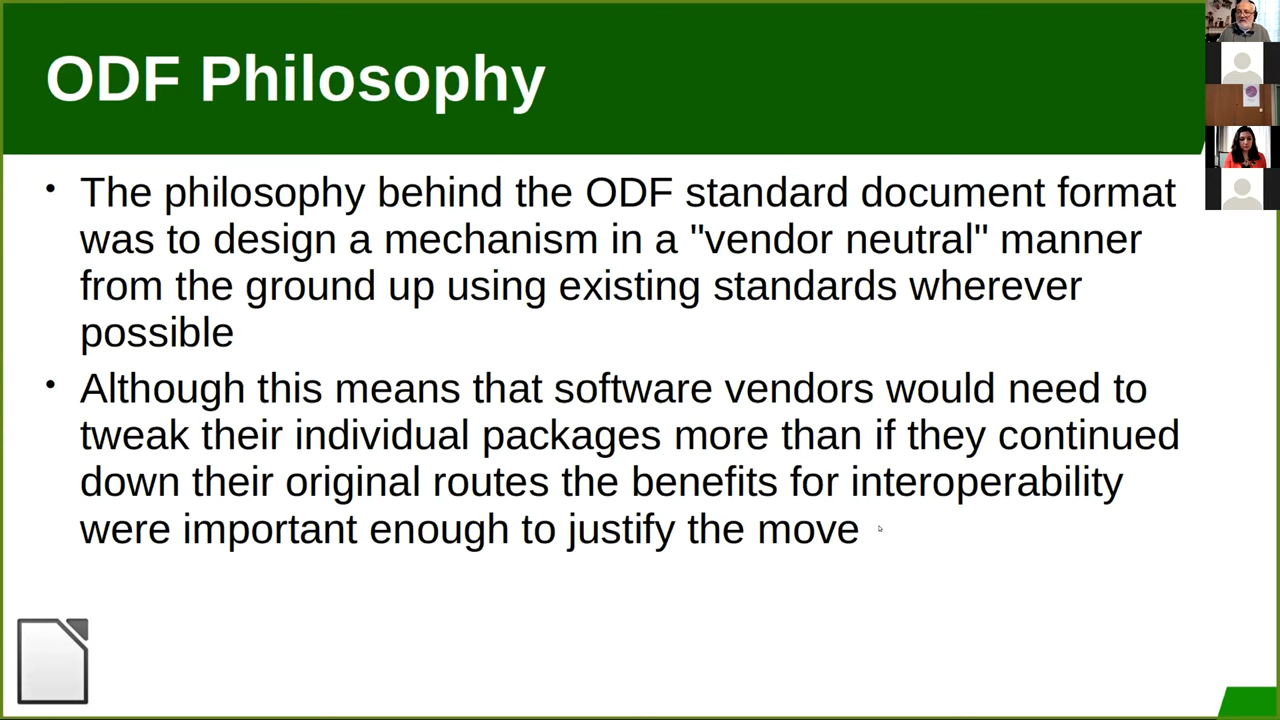 ODF Philosophy
• The philosophy behind the ODF standard document format
was to design a mechanism in a "vendor neutral" manner
from the ground up using existing standards wherever
possible
• Although this means that software vendors would need to
tweak their individual packages more than if they continued
down their original routes the benefits for interoperability
were important enough to justify the move